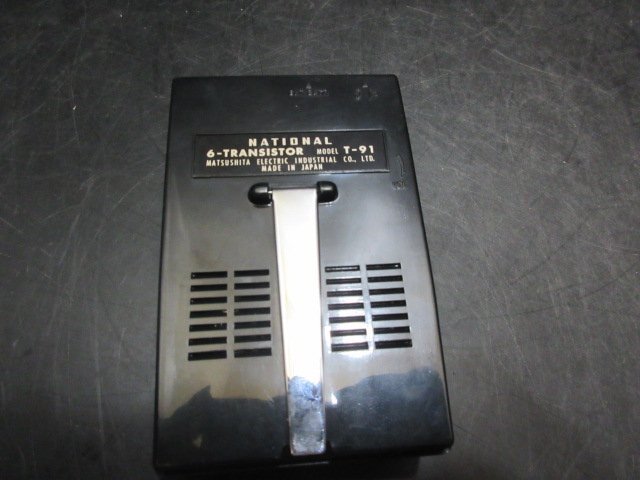 NATIONAL
6-TRANSISTOR MODEL T-91
MATSUSHITA ELECTRIC INDUSTRIAL CO., LTD.
MADE IN JAPAN